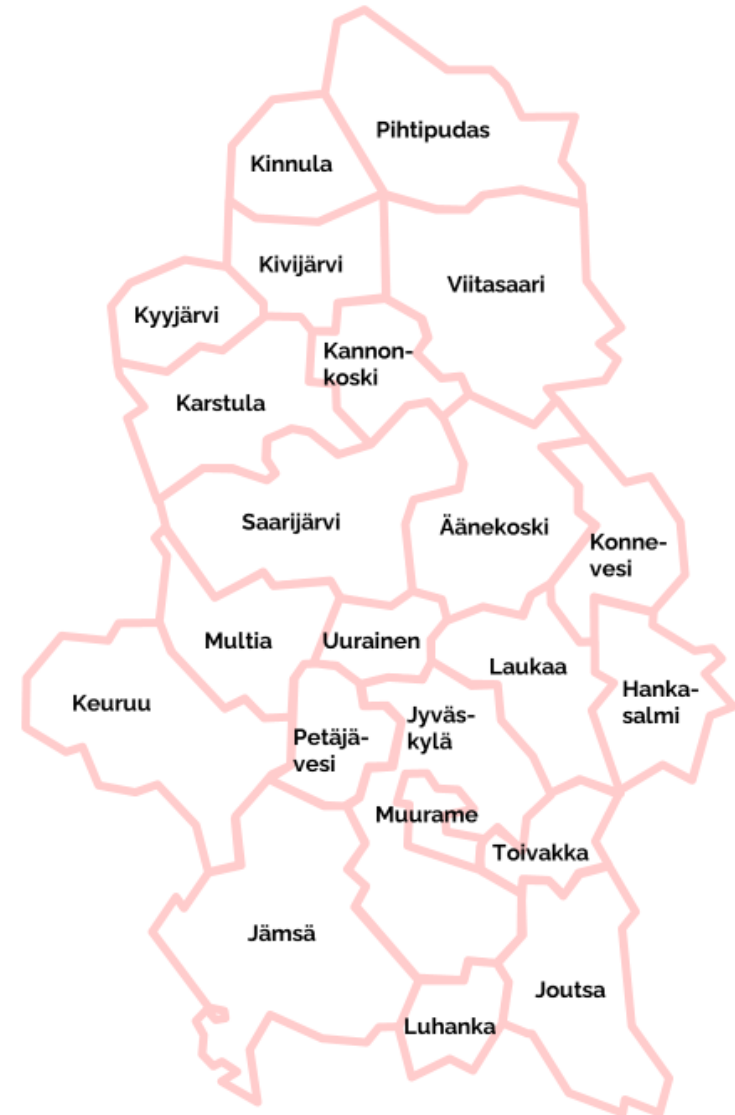 Pihtipudas
Kinnula
Kivijärvi
Viitasaari
Kyyjärvi
Kannon-
koski
Karstula
Saarijärvi
Äänekoski
Konne-
vesi
Multia
Uurainen
Laukaa
Keuruu
Hanka-
salmi
Jyväs-
kylä
Petäjä-
vesi
Muurame
Toivakka
Jämsä
Joutsa
Luhanka